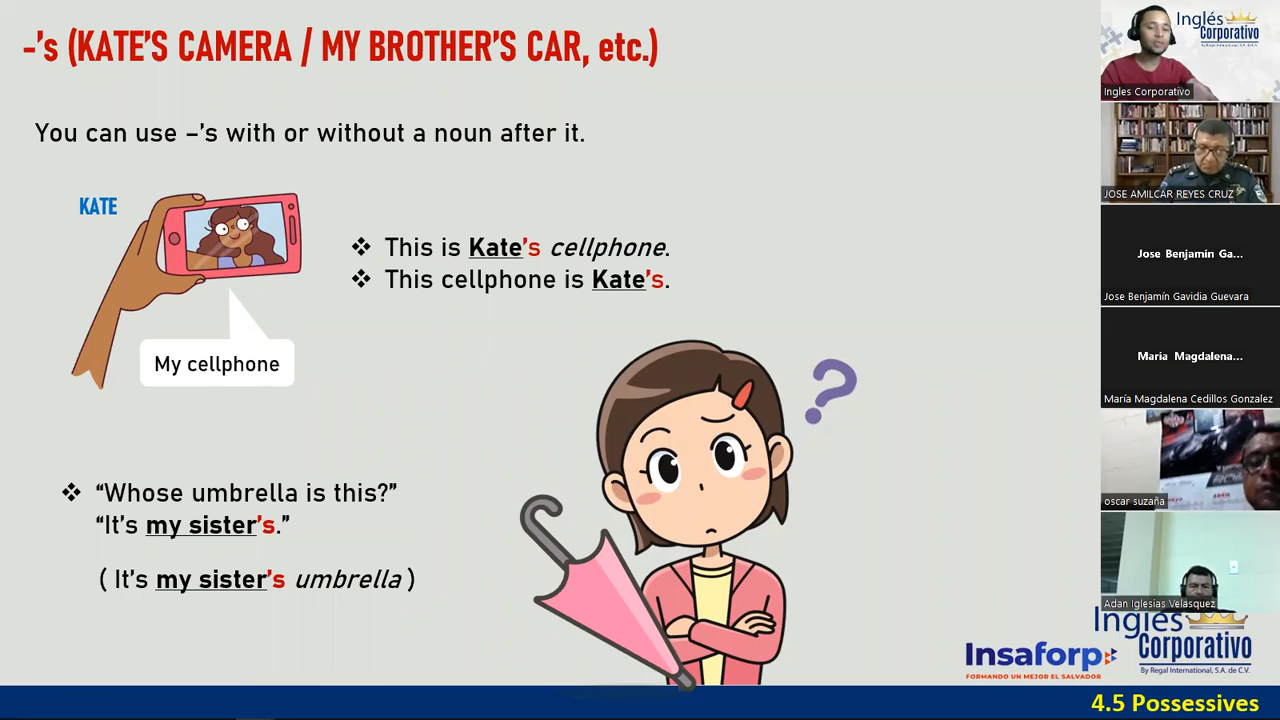 -'s (KATE'S CAMERA / MY BROTHER'S CAR, etc.)
You can use –'s with or without a noun after it.
KATE
❖ This is Kate's cellphone.
❖ This cellphone is Kate's.
My cellphone
❖ “Whose umbrella is this?”
“It's my sister's.”
( It's my sister's umbrella )
?
Insaforp
FORMANDO UN MEJOR EL SALVADOR
Inglés
Corporativo
By Regal International, S.A. de C.V.
4.5 Possessives
Inglés
Corporativo
By Regal International, S.A. de C.V.
Ingles Corporativo
JOSE AMILCAR REYES CRUZ
Jose Benjamín Ga...
Jose Benjamín Gavidia Guevara
María Magdalena...
María Magdalena Cedillos Gonzalez
oscar suzaña
Adan Iglesias Velasquez